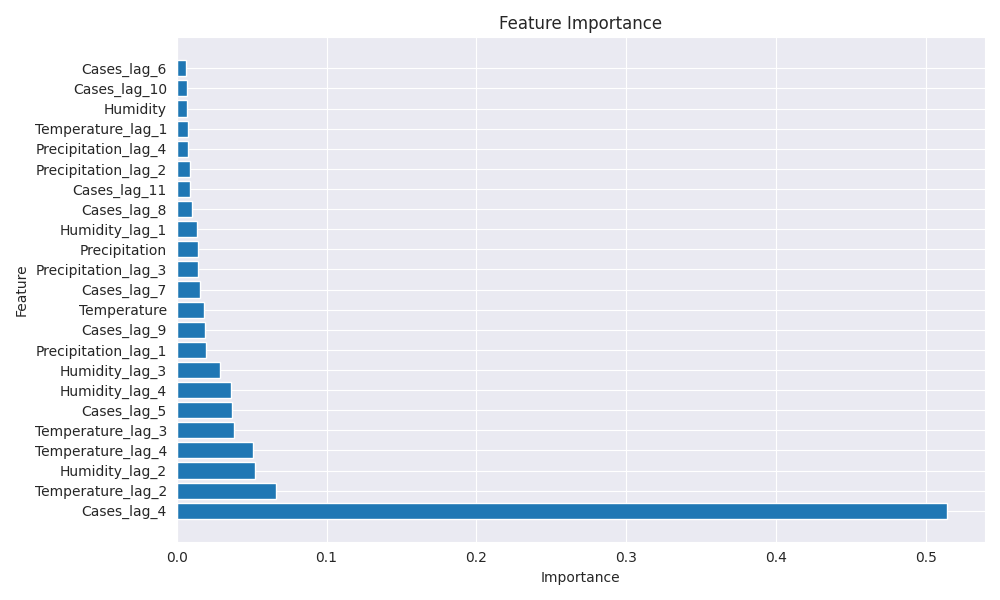 Feature Importance
Cases_lag_6
Cases_lag_10
Humidity
Temperature_lag_1
Precipitation_lag_4
Precipitation_lag_2
Cases_lag_11
Cases_lag_8
Humidity_lag_1
Precipitation
Precipitation_lag_3
Cases_lag_7
Temperature
Cases_lag_9
Precipitation_lag_1
Humidity_lag_3
Humidity_lag_4
Cases_lag_5
Temperature_lag_3
Temperature_lag_4
Humidity_lag_2
Temperature_lag_2
Cases_lag_4
Feature
0.0 0.1 0.2 0.3 0.4 0.5
Importance